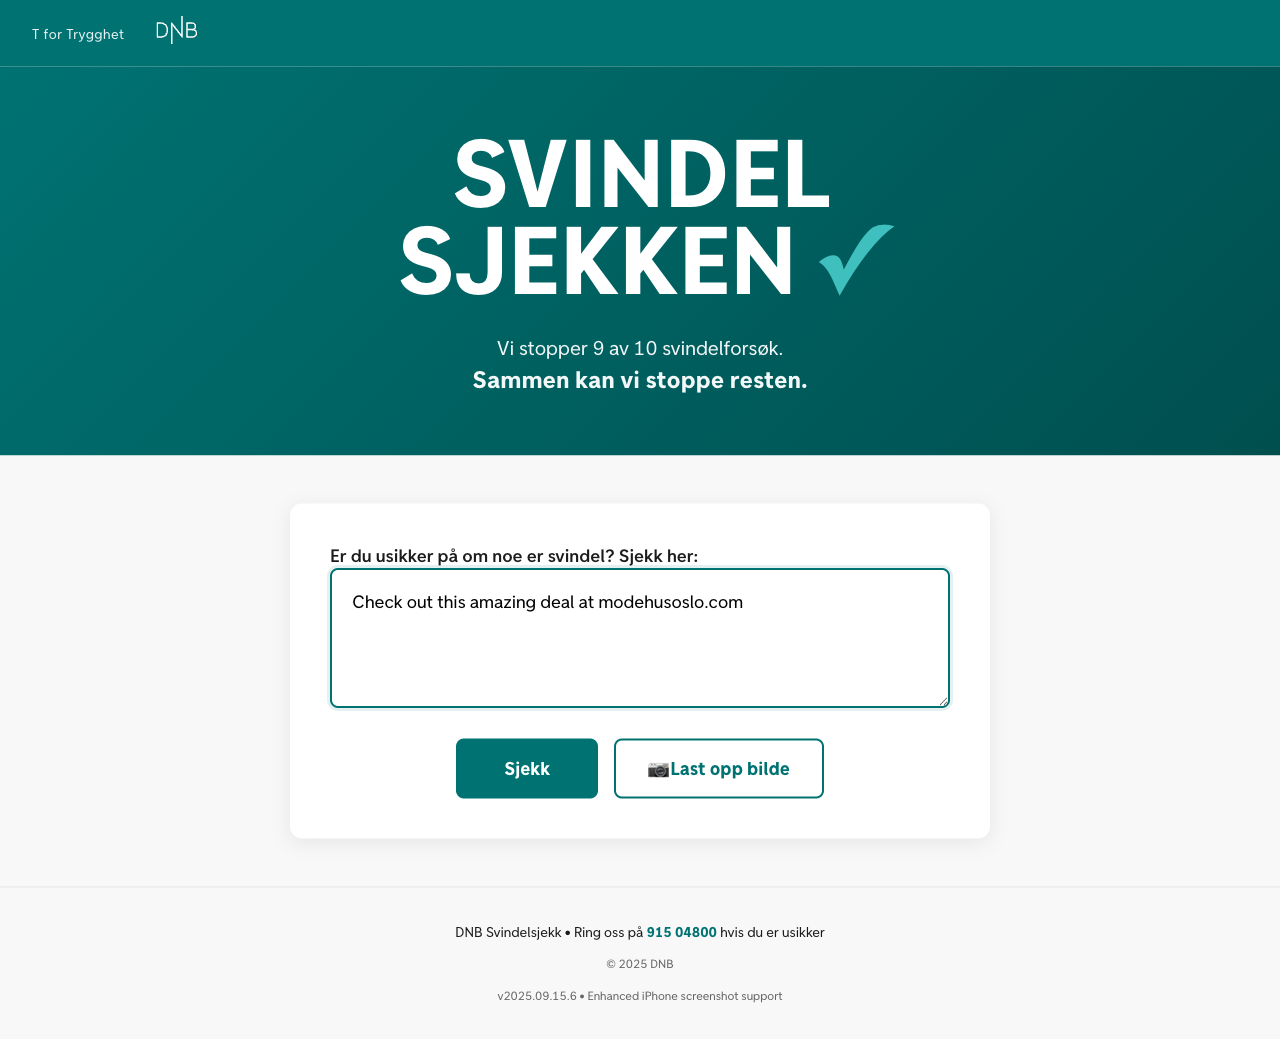 T for Trygghet
DNB
SVINDEL
SJEKKEN ✓
Vi stopper 9 av 10 svindelforsøk.
Sammen kan vi stoppe resten.
Er du usikker på om noe er svindel? Sjekk her:
Check out this amazing deal at modehusoslo.com
Sjekk
📷Last opp bilde
DNB Svindelsjekk • Ring oss på 915 04800 hvis du er usikker
© 2025 DNB
v2025.09.15.6 • Enhanced iPhone screenshot support